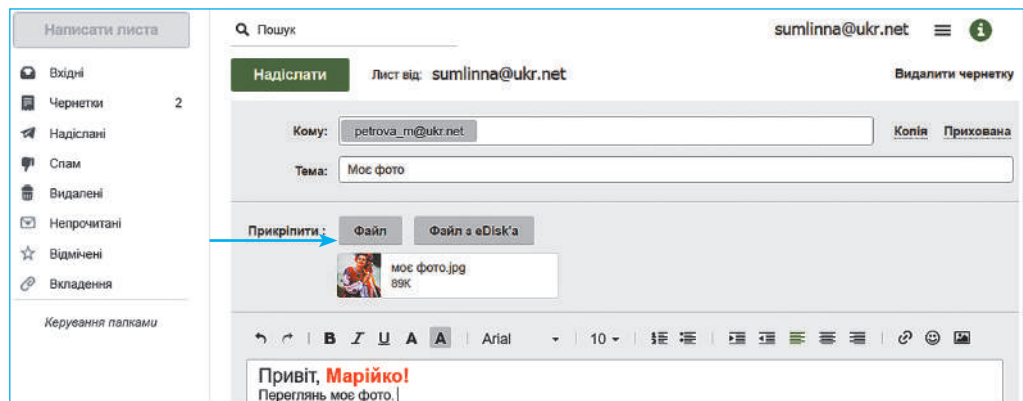 Написати листа
Пошук
sumlinna@ukr.net
Вхідні
Чернетки 2
Надіслані
Спам
Видалені
Непрочитані
Відмічені
Вкладення
Керування папками
Надіслати Лист від: sumlinna@ukr.net Видалити чернетку
Кому: petrova_m@ukr.net Копія Прихована
Тема: Моє фото
Прикріпити: Файл Файл з eDisk'а
моє фото.jpg
89K
B I U A A Arial 10
Привіт, Марійко!
Переглянь моє фото.